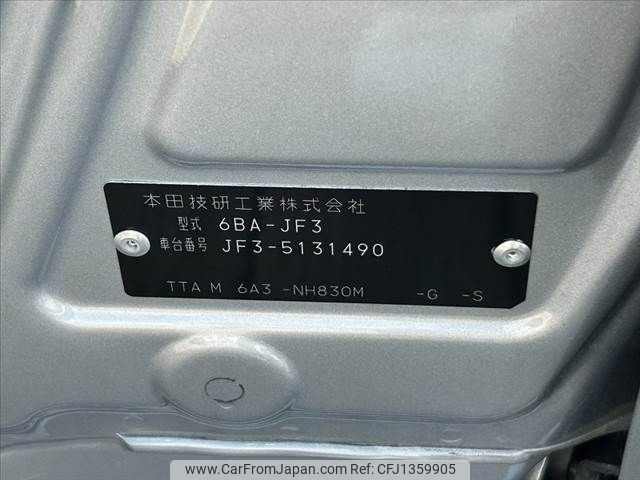 本田技研工業株式会社
型式 6BA-JF3
車台番号 JF3-5131490
TTA M 6A3 -NH830M -G -S
www.CarFromJapan.com - CFJ1359905